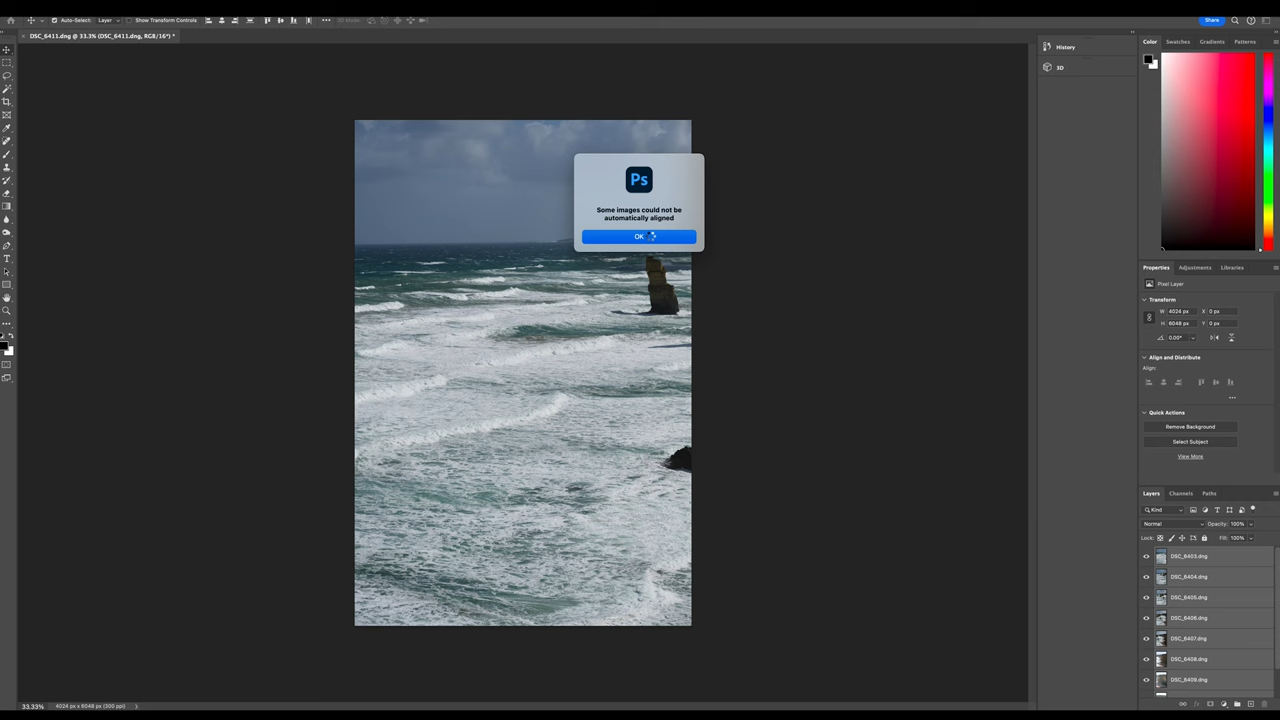 Auto-Select: Layer Show Transform Controls 3D Mode: Share
DSC_6411.dng @ 33.3% (DSC_6411.dng, RGB/16*) *
History
3D
Color Swatches Gradients Patterns
Ps
Some images could not be
automatically aligned
OK
Properties Adjustments Libraries
Pixel Layer
Transform
W 4024 px X 0 px
H 6048 px Y 0 px
0.00°
Align and Distribute
Align:
Quick Actions
Remove Background
Select Subject
View More
Layers Channels Paths
Kind
Normal Opacity: 100%
Lock: Fill: 100%
DSC_6403.dng
DSC_6404.dng
DSC_6405.dng
DSC_6406.dng
DSC_6407.dng
DSC_6408.dng
DSC_6409.dng
33.33% 4024 px x 6048 px (300 ppi)